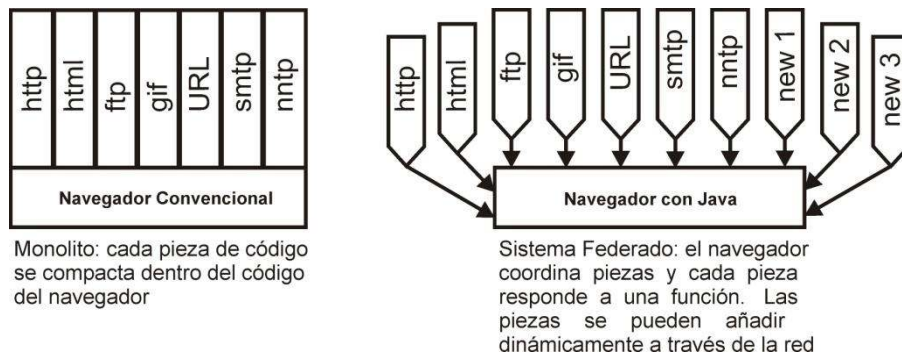 http
html
ftp
gif
URL
smtp
nntp
Navegador Convencional
Monolito: cada pieza de código
se compacta dentro del código
del navegador
http
html
ftp
gif
URL
smtp
nntp
new 1
new 2
new 3
Navegador con Java
Sistema Federado: el navegador
coordina piezas y cada pieza
responde a una función. Las
piezas se pueden añadir
dinámicamente a través de la red